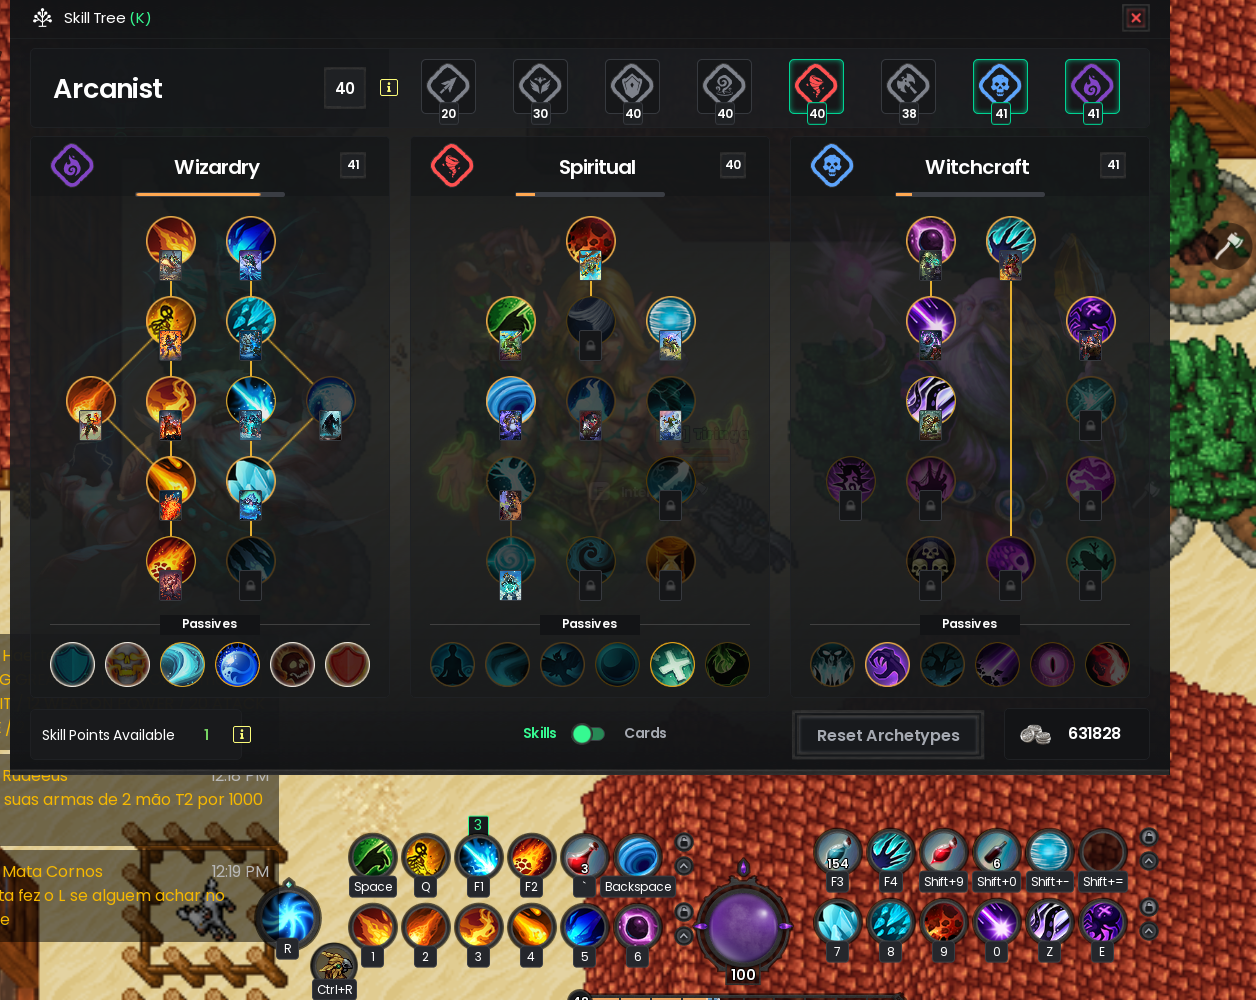 Skill Tree (K)
Arcanist
40
i
20
30
40
40
40
38
41
41
Wizardry
41
Spiritual
40
Witchcraft
41
Passives
Passives
Passives
Skill Points Available
1
i
Skills
Cards
Reset Archetypes
631828
12:18 PM
suas armas de 2 mão T2 por 1000
Mata Cornos
12:19 PM
ta fez o L se alguem achar no
e
3
3
Space
Q
F1
F2
`
Backspace
154
6
F3
F4
Shift+9
Shift+0
Shift+-
Shift+=
R
1
2
3
4
5
6
7
8
9
0
Z
E
Ctrl+R
100